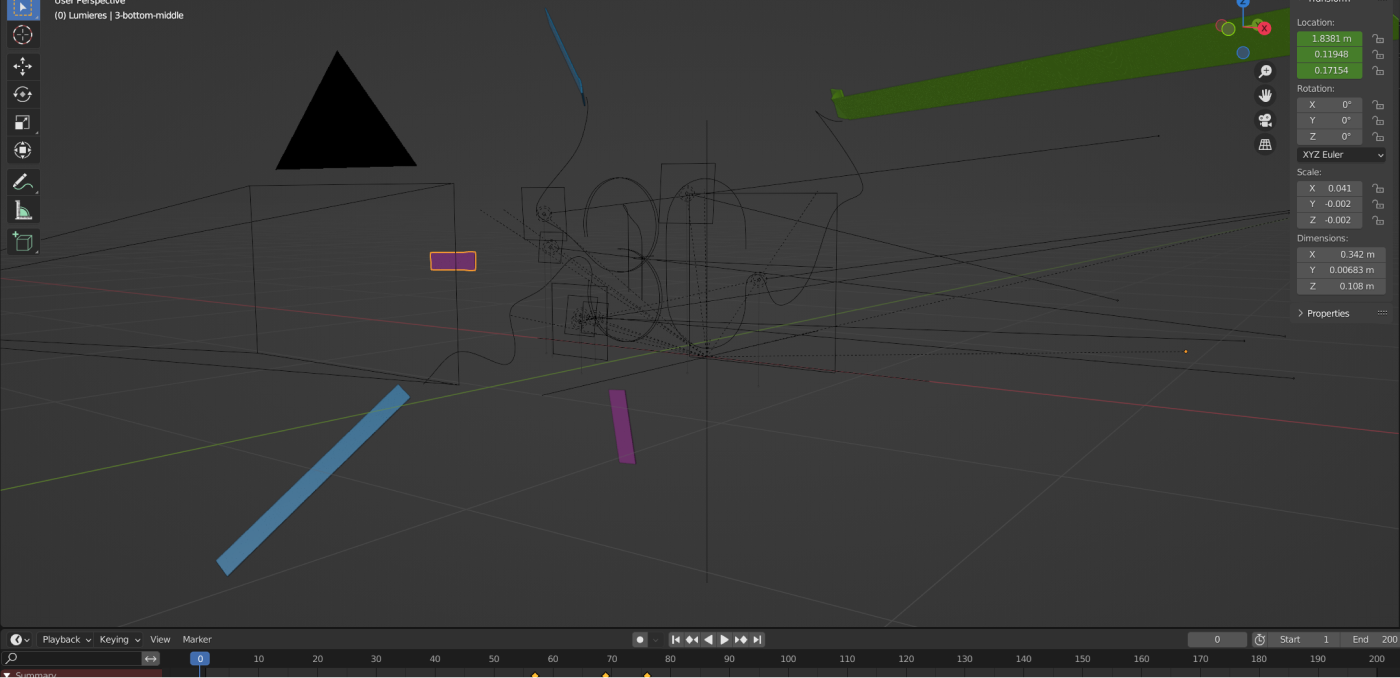 User Perspective
(0) Lumieres | 3-bottom-middle
Transform
Location:
1.8381 m
0.11948
0.17154
Rotation:
X 0°
Y 0°
Z 0°
XYZ Euler
Scale:
X 0.041
Y -0.002
Z -0.002
Dimensions:
X 0.342 m
Y 0.00683 m
Z 0.108 m
Properties
Z
Y
X
Playback Keying View Marker 0 Start 1 End 200
0 10 20 30 40 50 60 70 80 90 100 110 120 130 140 150 160 170 180 190 200
Summary